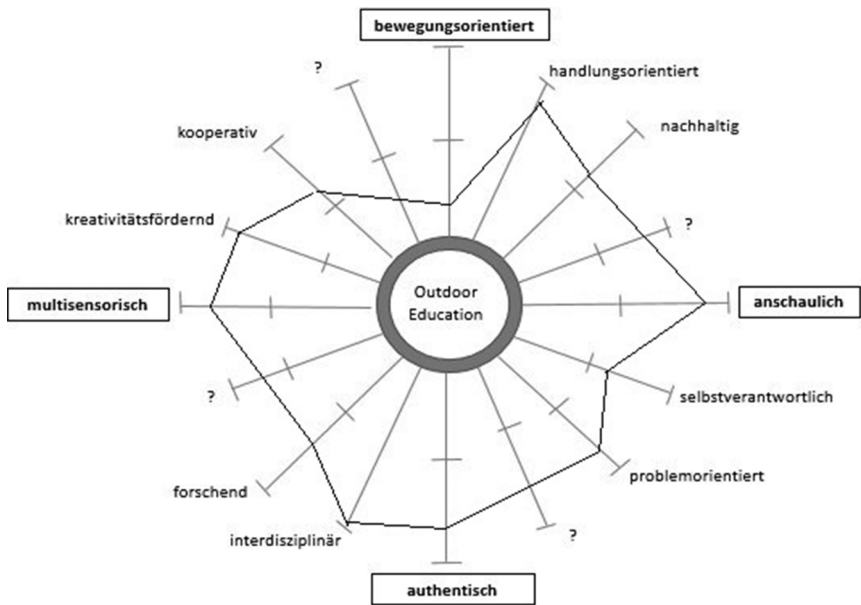 bewegungsorientiert
?
handlungsorientiert
kooperativ
nachhaltig
kreativitätsfördernd
?
multisensorisch
Outdoor
Education
anschaulich
?
selbstverantwortlich
forschend
problemorientiert
interdisziplinär
?
authentisch